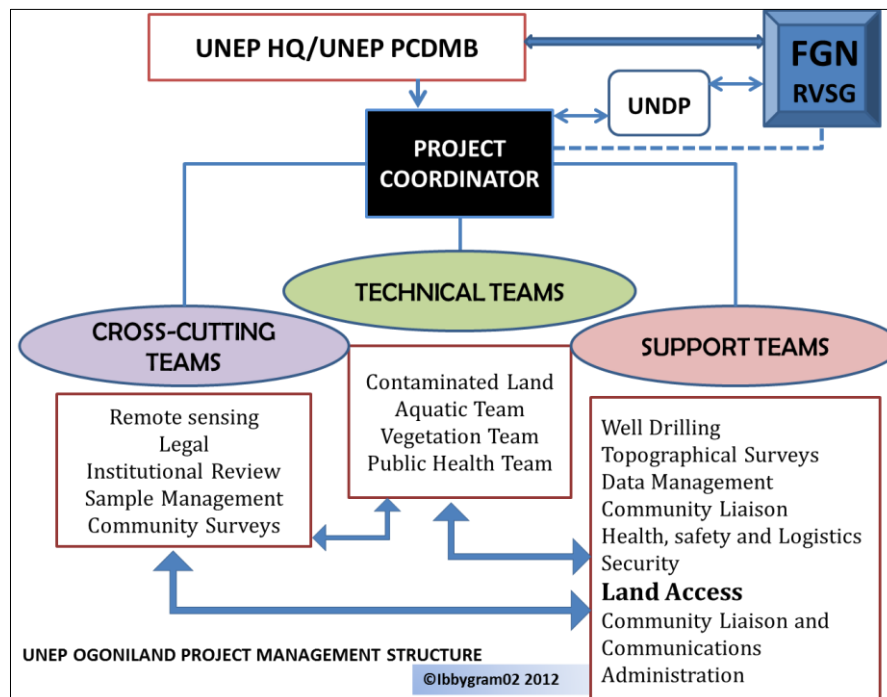 UNEP HQ/UNEP PCDMB
FGN
RVSG
UNDP
PROJECT
COORDINATOR
TECHNICAL TEAMS
CROSS-CUTTING
TEAMS
SUPPORT TEAMS
Remote sensing
Legal
Institutional Review
Sample Management
Community Surveys
Contaminated Land
Aquatic Team
Vegetation Team
Public Health Team
Well Drilling
Topographical Surveys
Data Management
Community Liaison
Health, safety and Logistics
Security
Land Access
Community Liaison and
Communications
Administration
UNEP OGONILAND PROJECT MANAGEMENT STRUCTURE
©Ibbygram02 2012